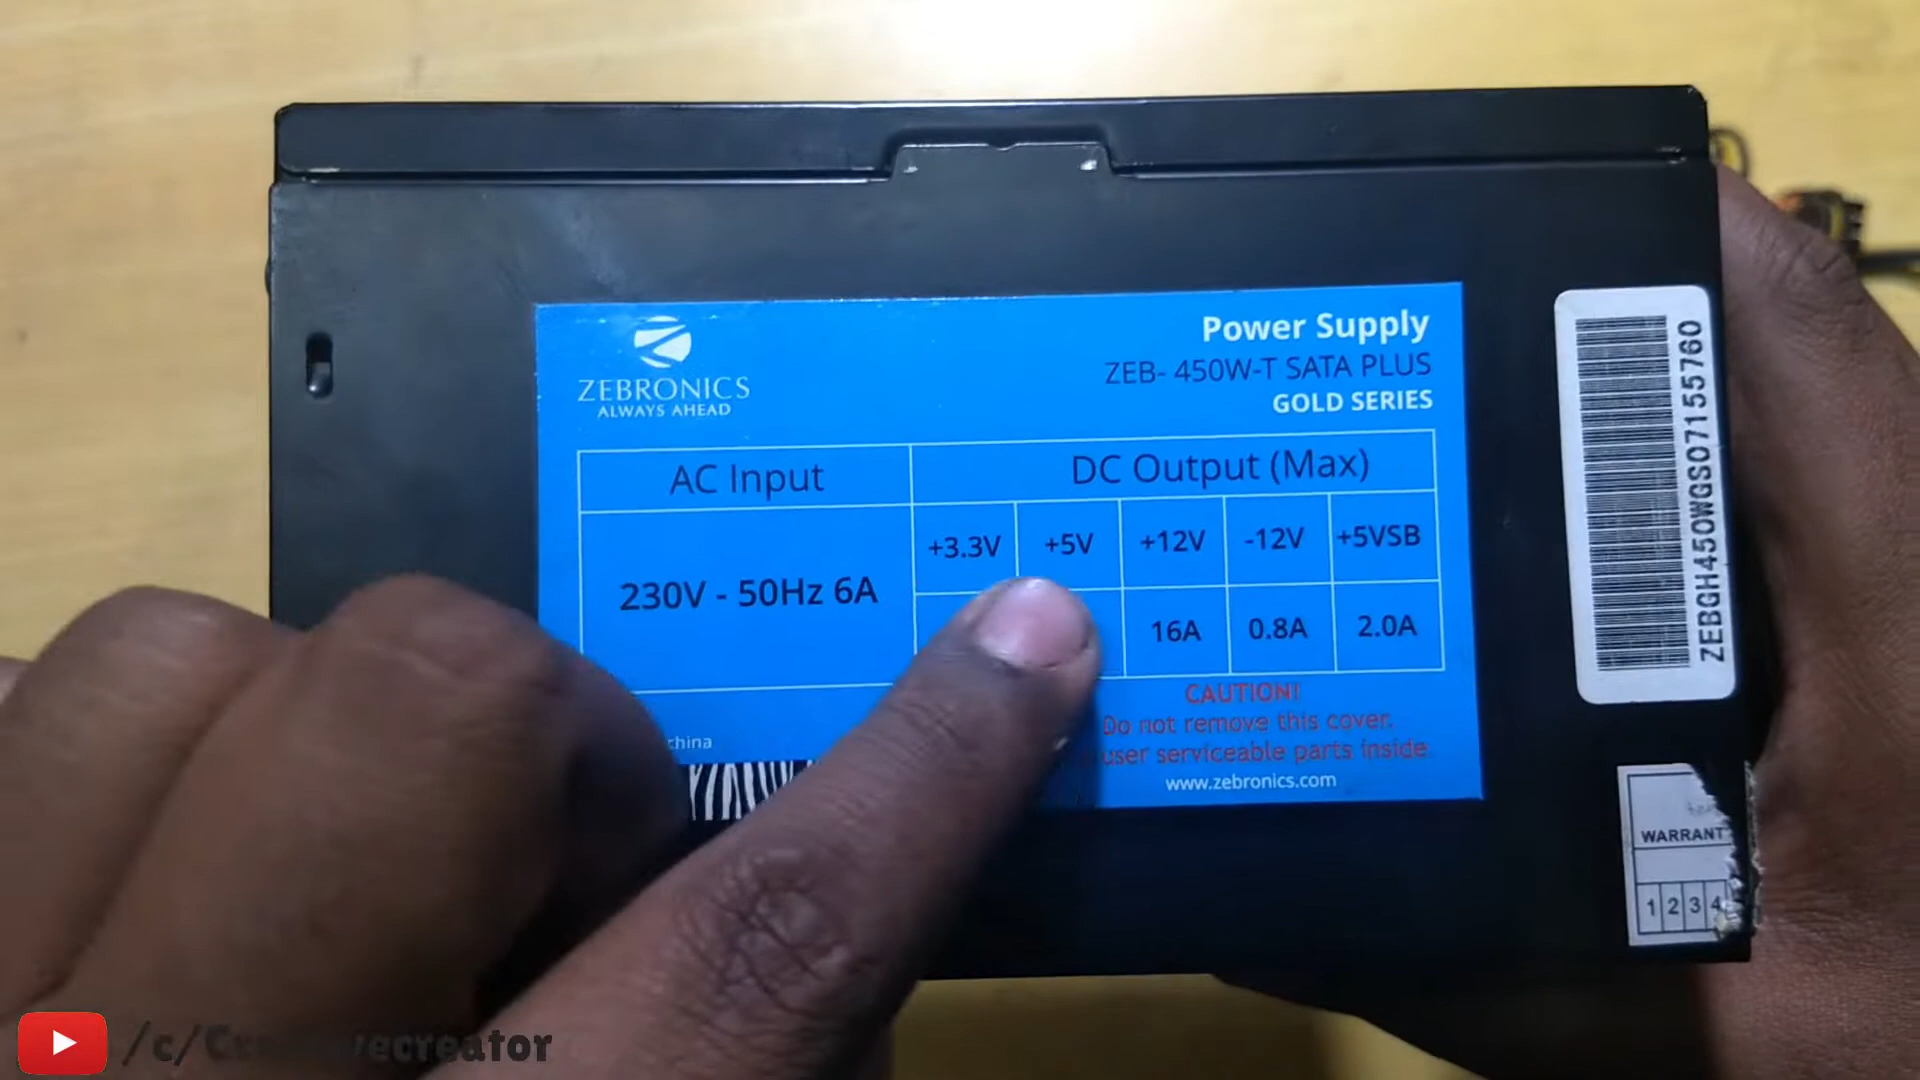 ZEBRONICS
ALWAYS AHEAD
Power Supply
ZEB- 450W-T SATA PLUS
GOLD SERIES
AC Input
DC Output (Max)
230V - 50Hz 6A
+3.3V +5V +12V -12V +5VSB
16A 0.8A 2.0A
CAUTION!
Do not remove this cover.
user serviceable parts inside.
www.zebronics.com
china
ZEBGH450WGS07155760
WARRANT
1 2 3 4